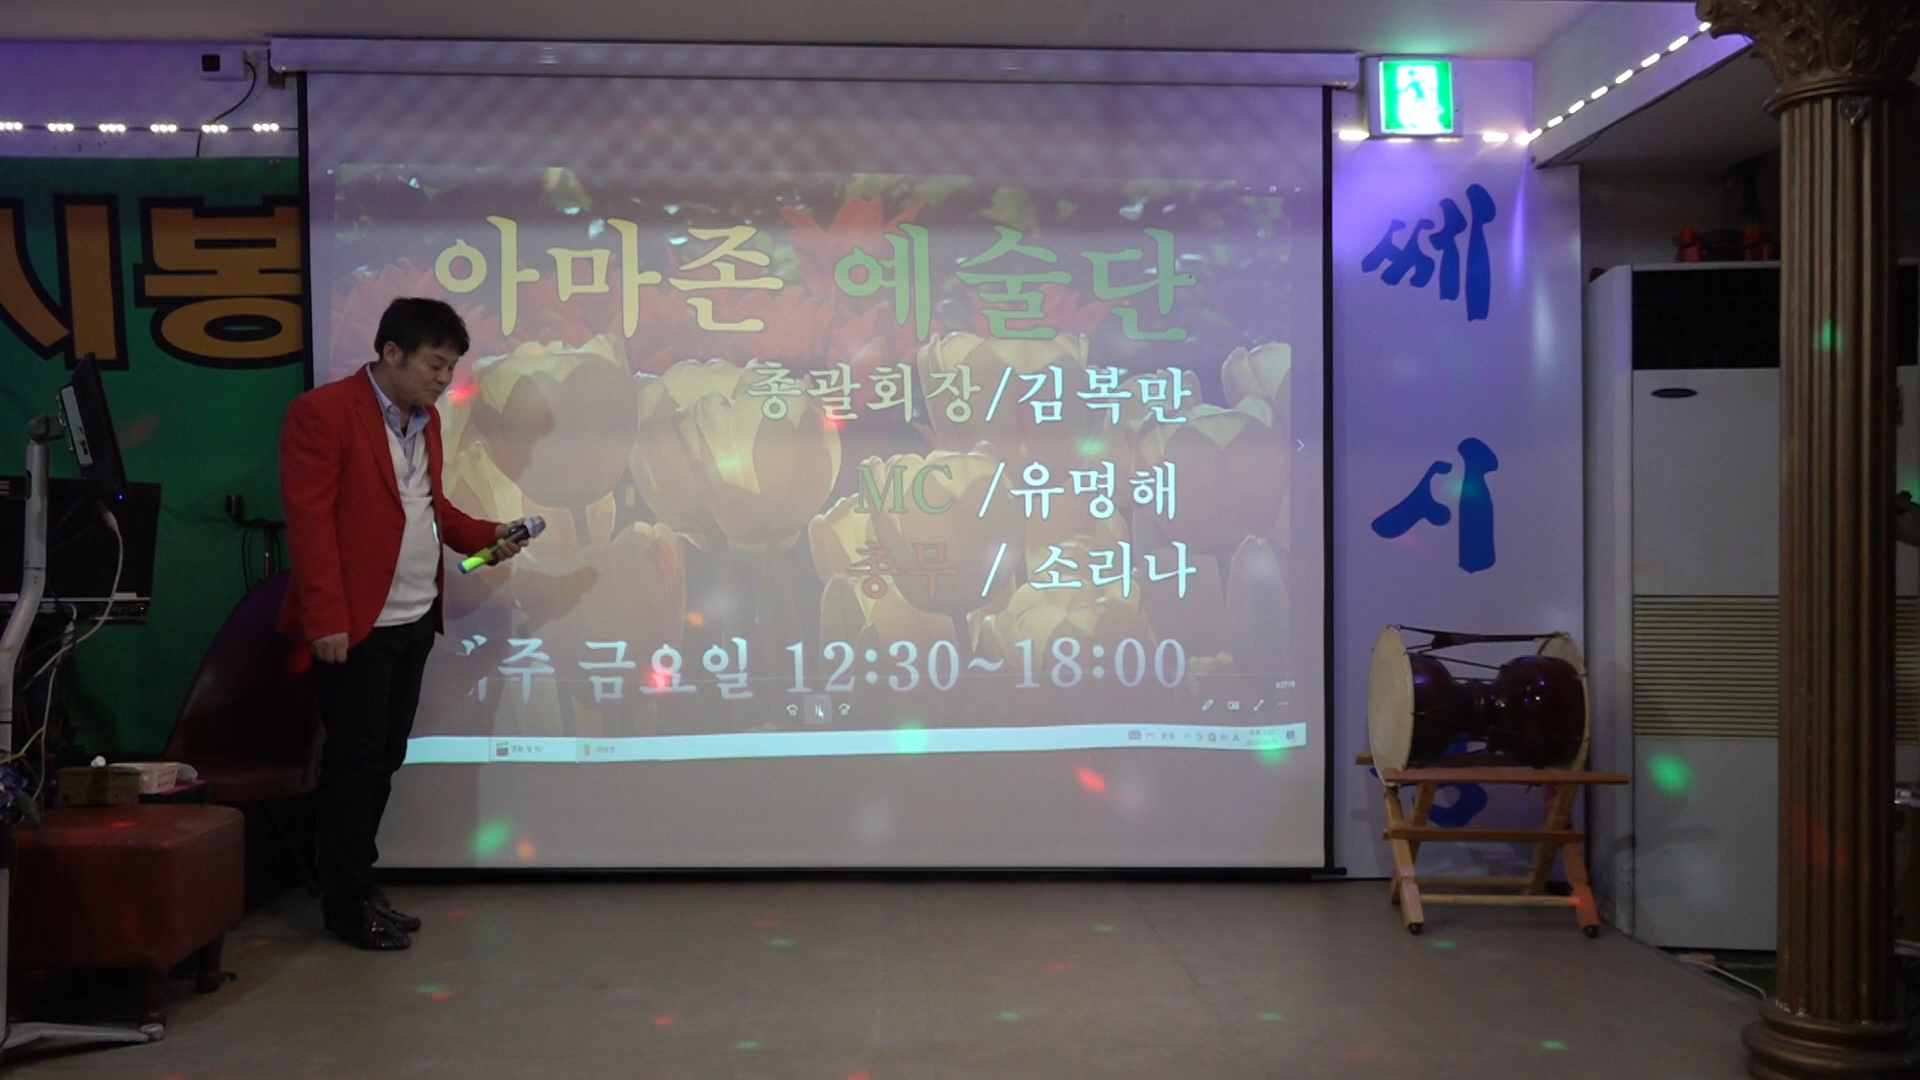 시봉
아마존 예술단
총괄회장/김복만
MC /유명해
총무 / 소리나
주 금요일 12:30~18:00
쎄
시